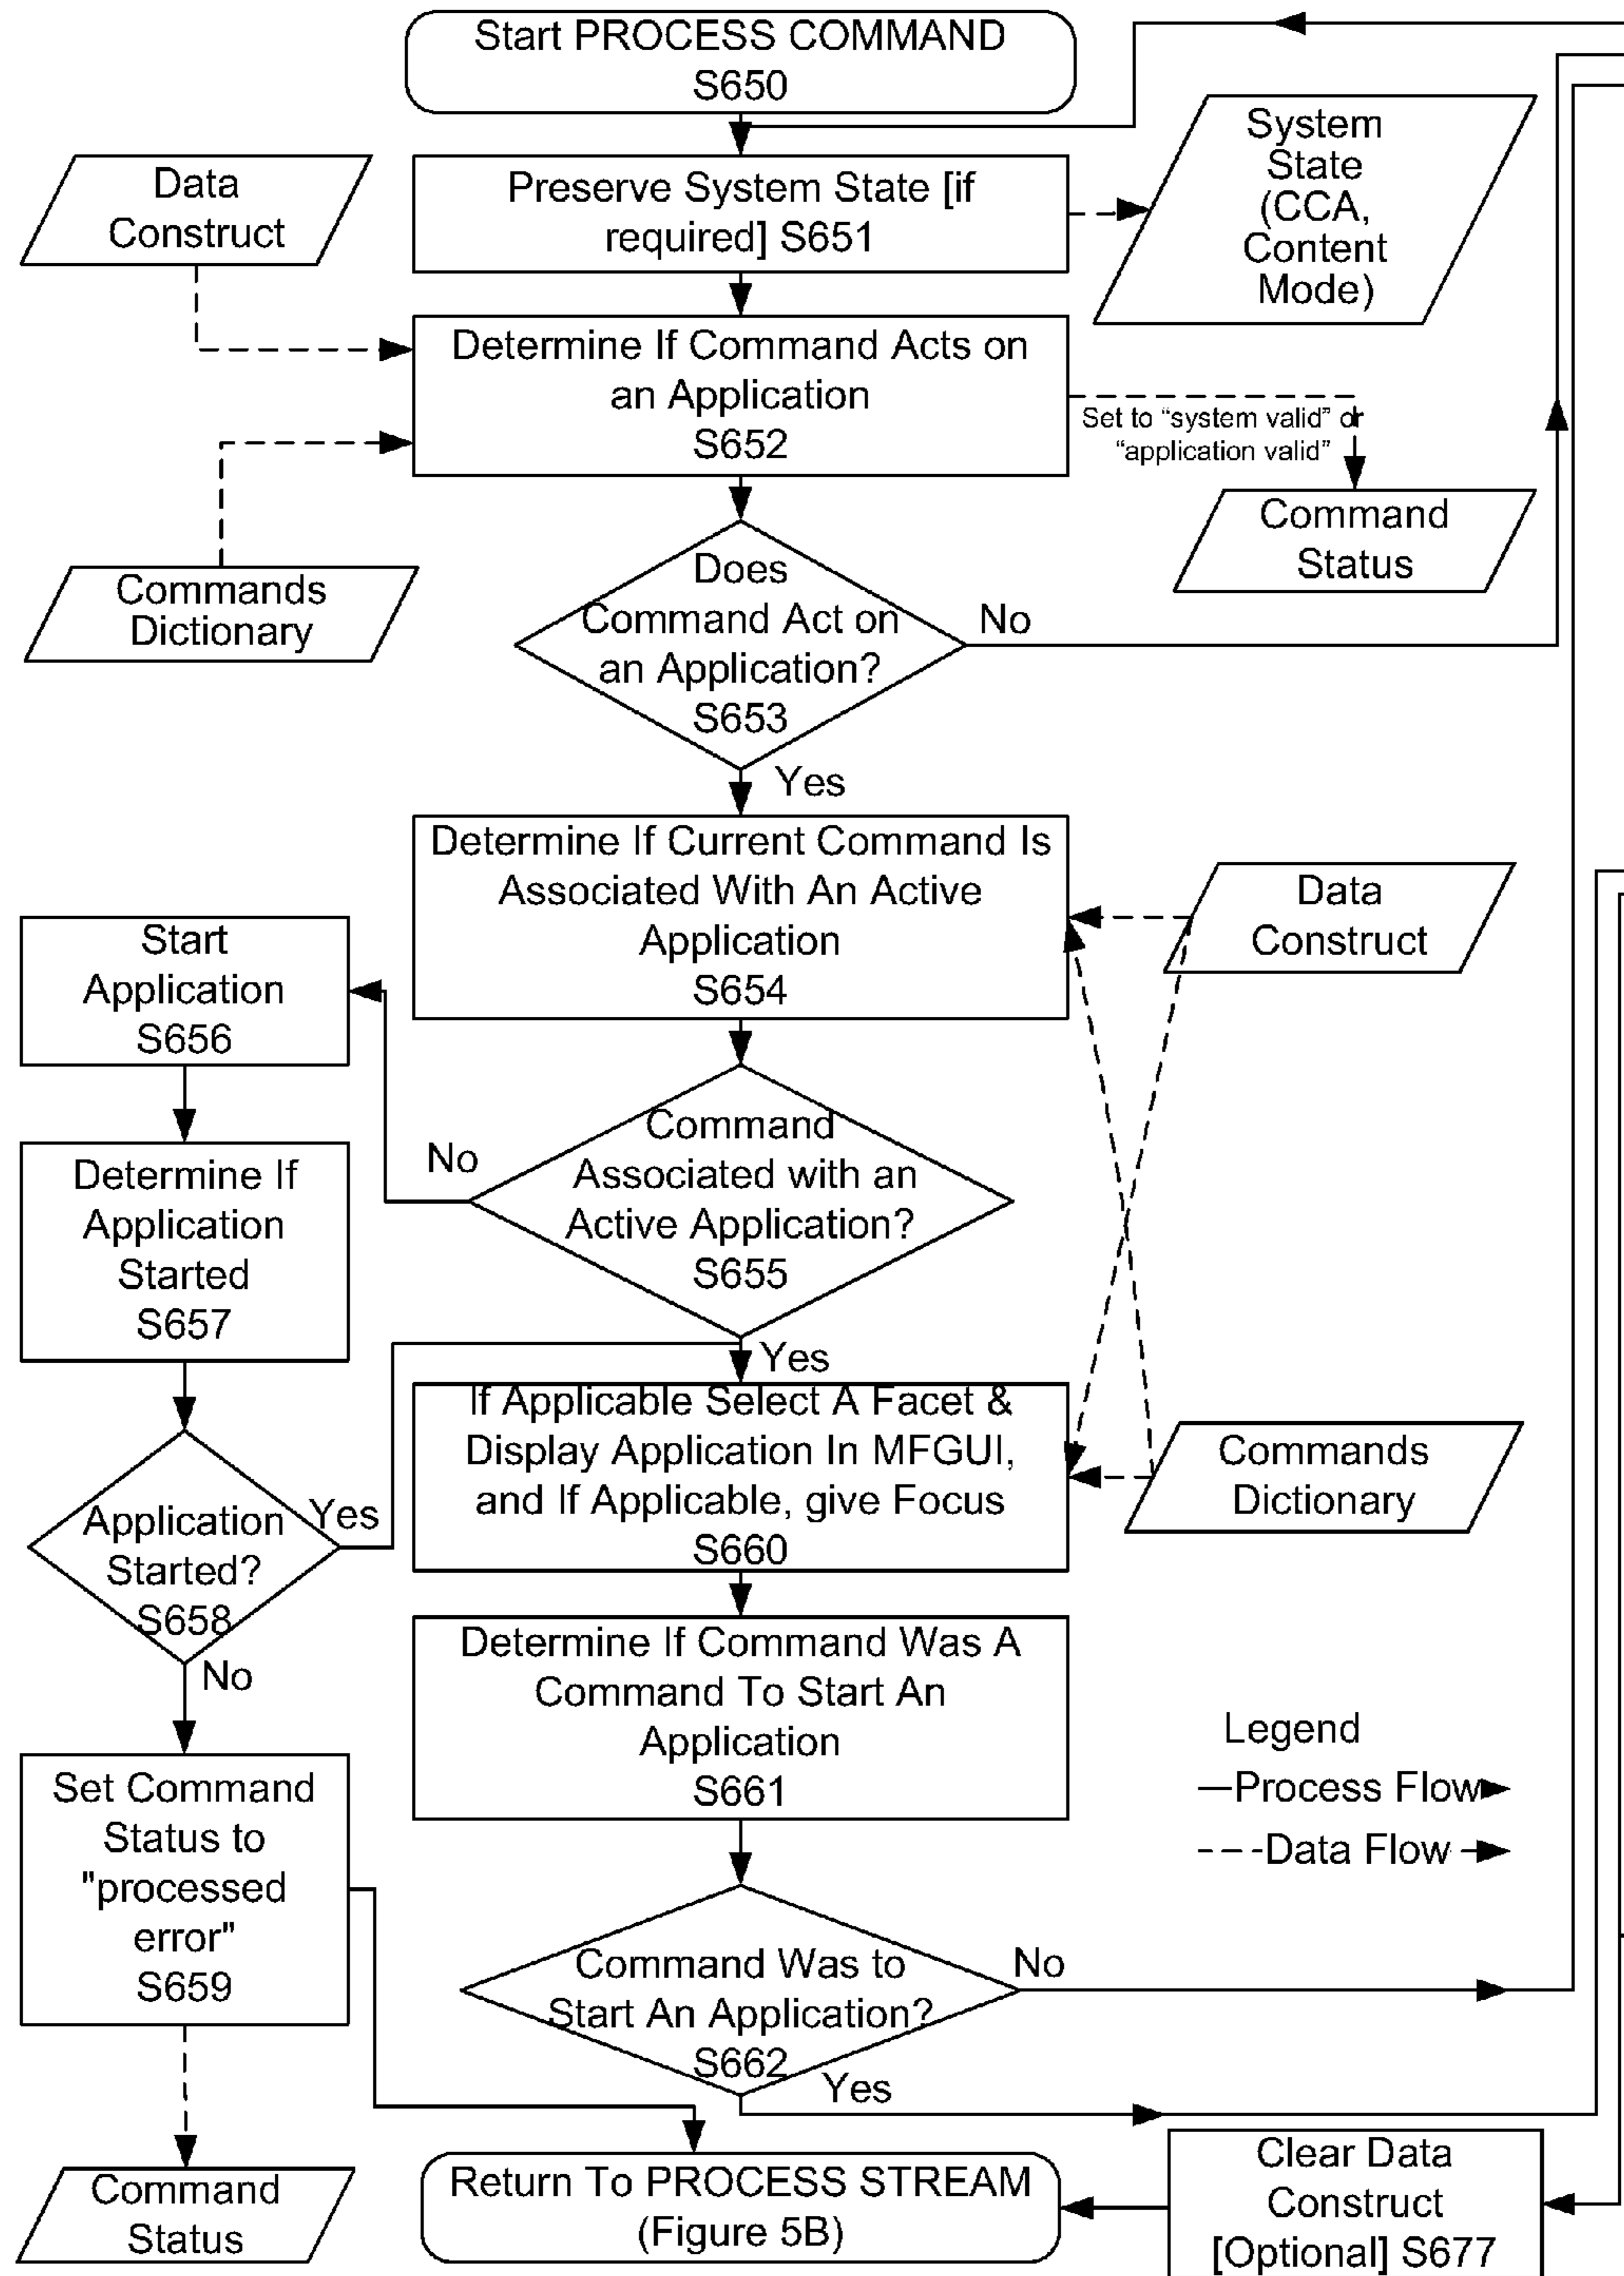 Start PROCESS COMMAND
S650
System
State
(CCA,
Content
Mode)
Data
Construct
Preserve System State [if
required] S651
Determine If Command Acts on
an Application
S652
Set to “system valid” or
“application valid”
Command
Status
Commands
Dictionary
Does
Command Act on
an Application?
S653
No
Yes
Determine If Current Command Is
Associated With An Active
Application
S654
Data
Construct
Start
Application
S656
Command
Associated with an
Active Application?
S655
No
Yes
Determine If
Application
Started
S657
If Applicable Select A Facet &
Display Application In MFGUI,
and If Applicable, give Focus
S660
Commands
Dictionary
Application
Started?
S658
Yes
No
Determine If Command Was A
Command To Start An
Application
S661
Legend
Process Flow
Data Flow
Set Command
Status to
"processed
error"
S659
Command Was to
Start An Application?
S662
No
Yes
Command
Status
Return To PROCESS STREAM
(Figure 5B)
Clear Data
Construct
[Optional] S677